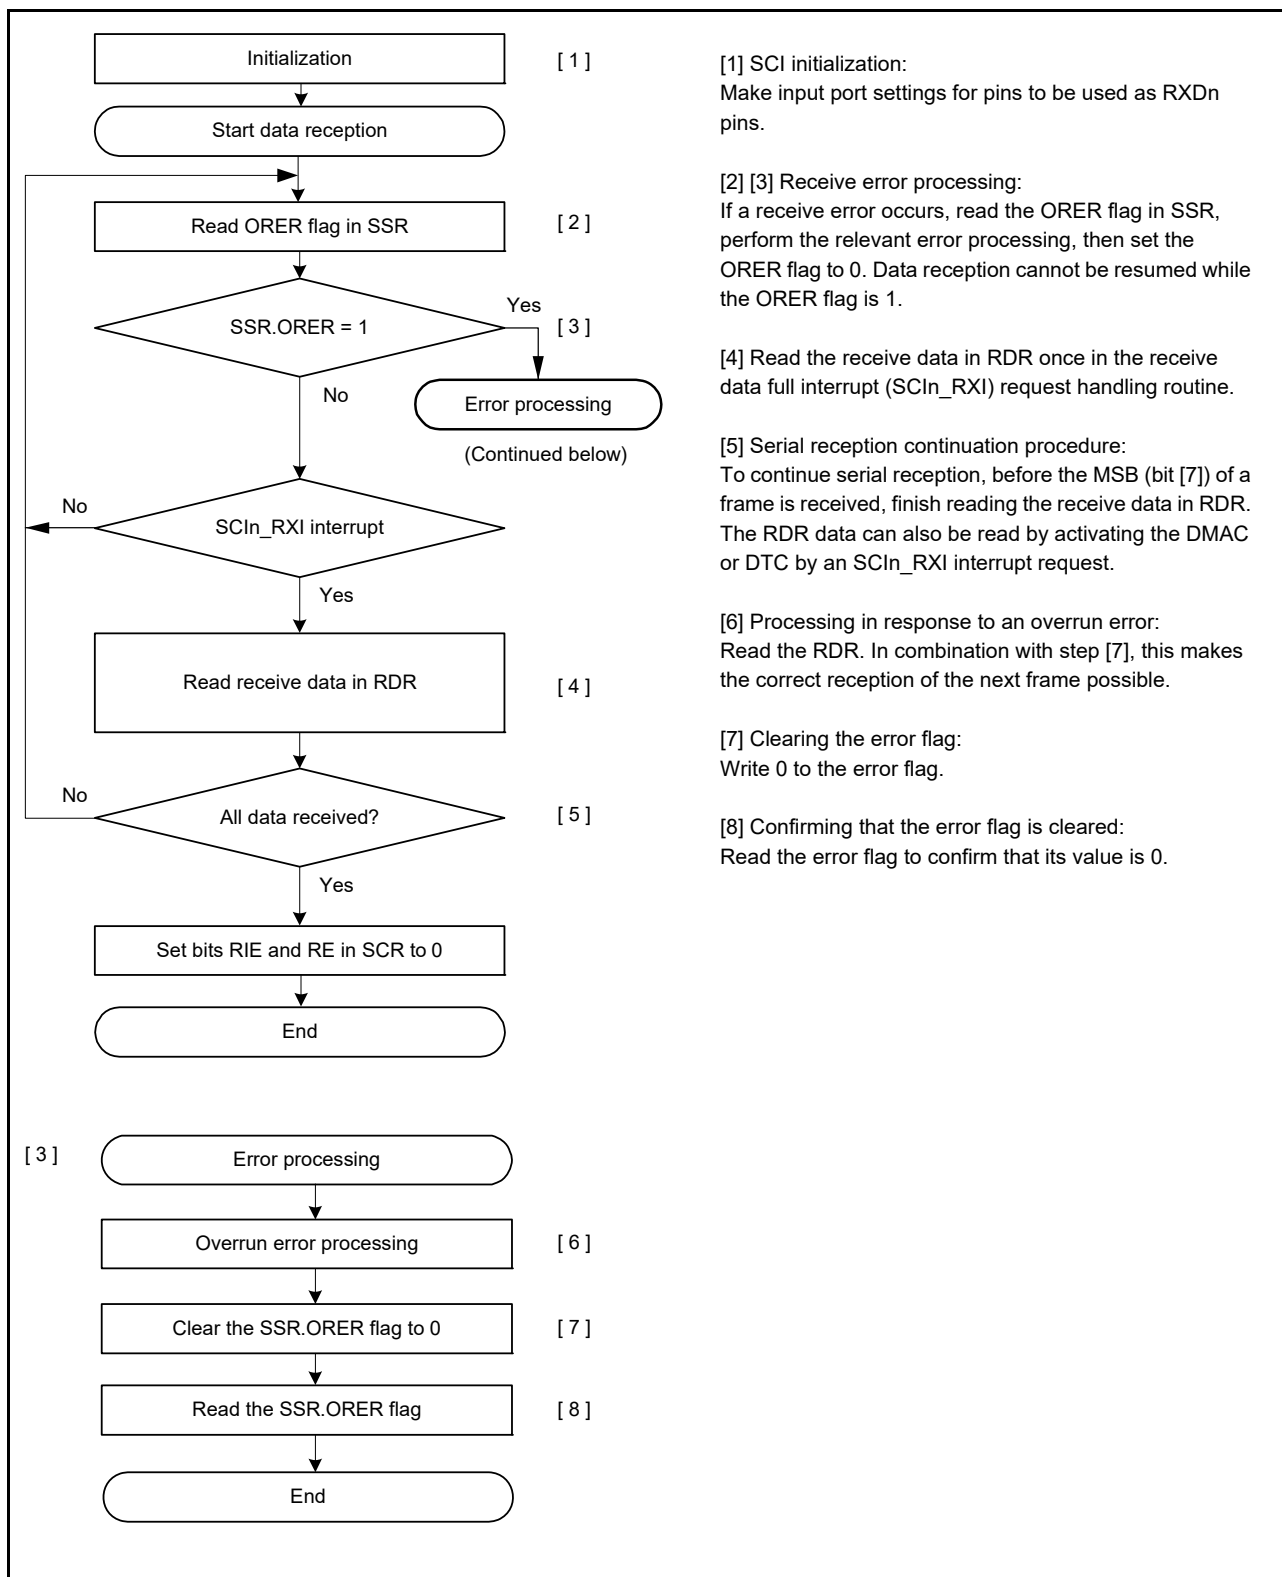 Initialization
[ 1 ]
Start data reception
Read ORER flag in SSR
[ 2 ]
SSR.ORER = 1
Yes
[ 3 ]
No
Error processing
(Continued below)
No
SCIn_RXI interrupt
Yes
Read receive data in RDR
[ 4 ]
No
All data received?
[ 5 ]
Yes
Set bits RIE and RE in SCR to 0
End
[1] SCI initialization:
Make input port settings for pins to be used as RXDn
pins.
[2] [3] Receive error processing:
If a receive error occurs, read the ORER flag in SSR,
perform the relevant error processing, then set the
ORER flag to 0. Data reception cannot be resumed while
the ORER flag is 1.
[4] Read the receive data in RDR once in the receive
data full interrupt (SCIn_RXI) request handling routine.
[5] Serial reception continuation procedure:
To continue serial reception, before the MSB (bit [7]) of a
frame is received, finish reading the receive data in RDR.
The RDR data can also be read by activating the DMAC
or DTC by an SCIn_RXI interrupt request.
[6] Processing in response to an overrun error:
Read the RDR. In combination with step [7], this makes
the correct reception of the next frame possible.
[7] Clearing the error flag:
Write 0 to the error flag.
[8] Confirming that the error flag is cleared:
Read the error flag to confirm that its value is 0.
[ 3 ]
Error processing
Overrun error processing
[ 6 ]
Clear the SSR.ORER flag to 0
[ 7 ]
Read the SSR.ORER flag
[ 8 ]
End